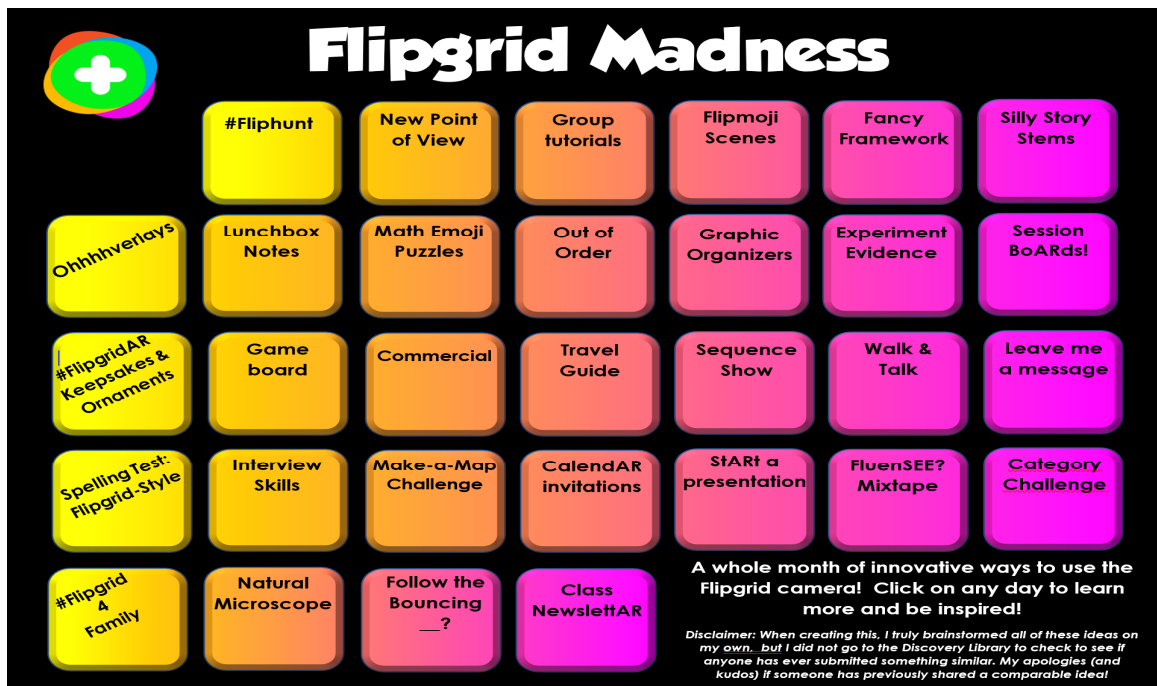 Flipgrid Madness
#Fliphunt
New Point
of View
Group
tutorials
Flipmoji
Scenes
Fancy
Framework
Silly Story
Stems
Ohhhhverlays
Lunchbox
Notes
Math Emoji
Puzzles
Out of
Order
Graphic
Organizers
Experiment
Evidence
Session
BoARds!
#FlipgridAR
Keepsakes &
Ornaments
Game
board
Commercial
Travel
Guide
Sequence
Show
Walk &
Talk
Leave me
a message
Spelling Test:
Flipgrid-Style
Interview
Skills
Make-a-Map
Challenge
CalendAR
invitations
StARt a
presentation
FluenSEE?
Mixtape
Category
Challenge
#Flipgrid
4
Family
Natural
Microscope
Follow the
Bouncing
__?
Class
NewslettAR
A whole month of innovative ways to use the
Flipgrid camera! Click on any day to learn
more and be inspired!
Disclaimer: When creating this, I truly brainstormed all of these ideas on
my own, but I did not go to the Discovery Library to check to see if
anyone has ever submitted something similar. My apologies (and
kudos) if someone has previously shared a comparable idea!